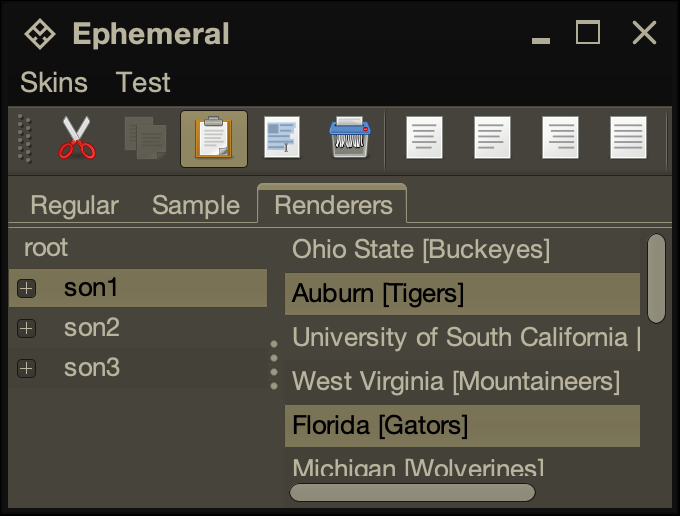 Ephemeral
Skins Test
Regular Sample Renderers
root
son1
son2
son3
Ohio State [Buckeyes]
Auburn [Tigers]
University of South California [
West Virginia [Mountaineers]
Florida [Gators]
Michigan [Wolverines]